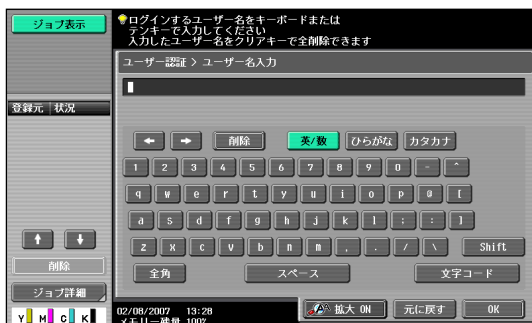 ジョブ表示
ログインするユーザー名をキーボードまたは
テンキーで入力してください
入力したユーザー名をクリアキーで全削除できます
ユーザー認証 > ユーザー名入力
登録元 状況
← → 削除 英/数 ひらがな カタカナ
1 2 3 4 5 6 7 8 9 0 - ^
q w e r t y u i o p @ [
a s d f g h j k l ; : ]
z x c v b n m , . / \ Shift
全角 スペース 文字コード
↑ ↓
削除
ジョブ詳細
Y M C K
02/08/2007 13:28
メモリー残量 100%
拡大 ON 元に戻す OK